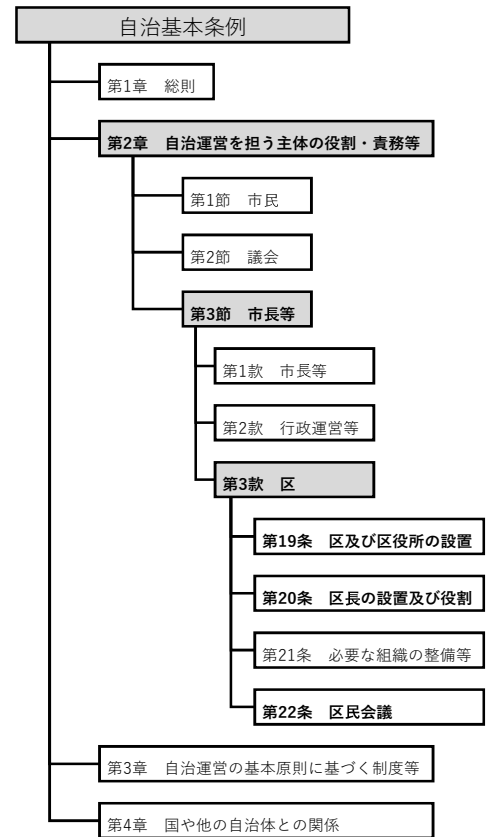 自治基本条例
第1章　総則
第2章　自治運営を担う主体の役割・責務等
第1節　市民
第2節　議会
第3節　市長等
第1款　市長等
第2款　行政運営等
第3款　区
第19条　区及び区役所の設置
第20条　区長の設置及び役割
第21条　必要な組織の整備等
第22条　区民会議
第3章　自治運営の基本原則に基づく制度等
第4章　国や他の自治体との関係